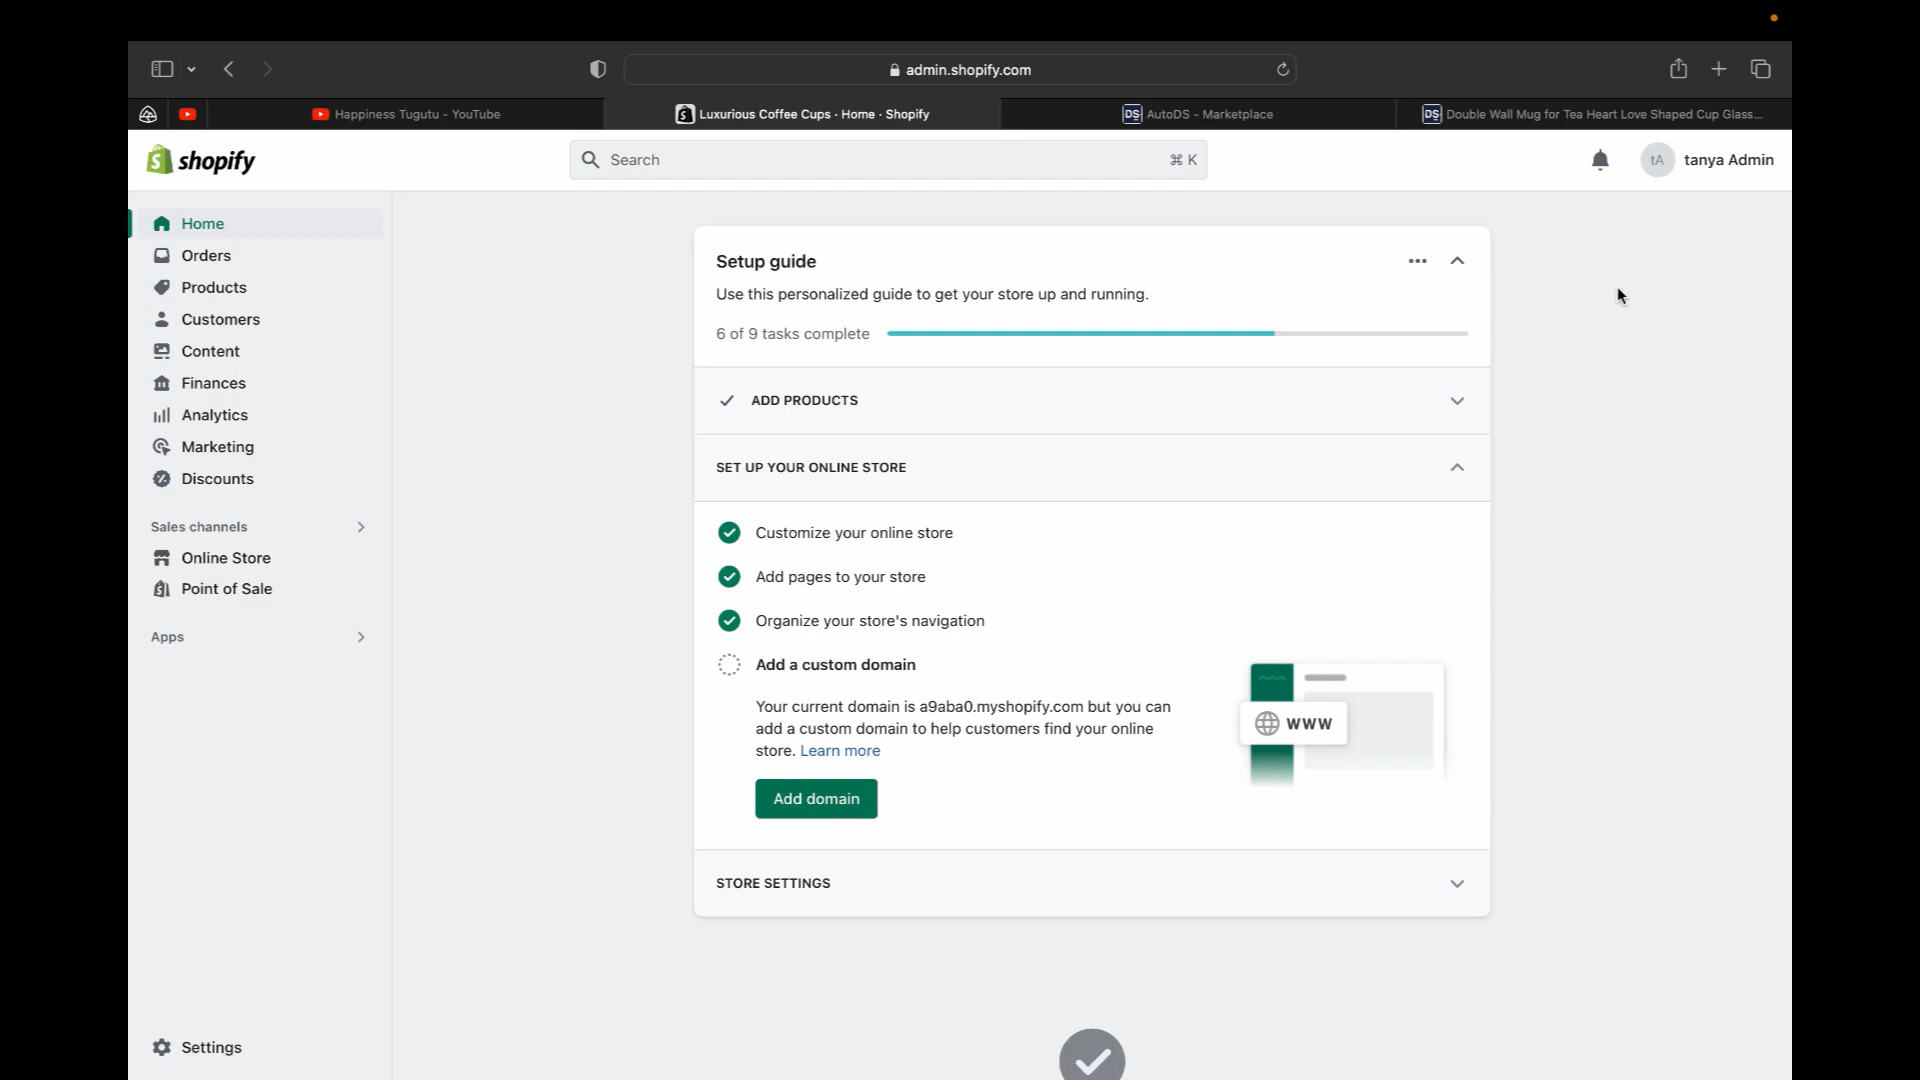 admin.shopify.com
Happiness Tugutu - YouTube
Luxurious Coffee Cups · Home · Shopify
DS AutoDS - Marketplace
DS Double Wall Mug for Tea Heart Love Shaped Cup Glass...
shopify
Search
⌘ K
tA
tanya Admin
Home
Orders
Products
Customers
Content
Finances
Analytics
Marketing
Discounts
Sales channels
Online Store
Point of Sale
Apps
Settings
Setup guide
Use this personalized guide to get your store up and running.
6 of 9 tasks complete
ADD PRODUCTS
SET UP YOUR ONLINE STORE
Customize your online store
Add pages to your store
Organize your store's navigation
Add a custom domain
Your current domain is a9aba0.myshopify.com but you can
add a custom domain to help customers find your online
store. Learn more
www
Add domain
STORE SETTINGS